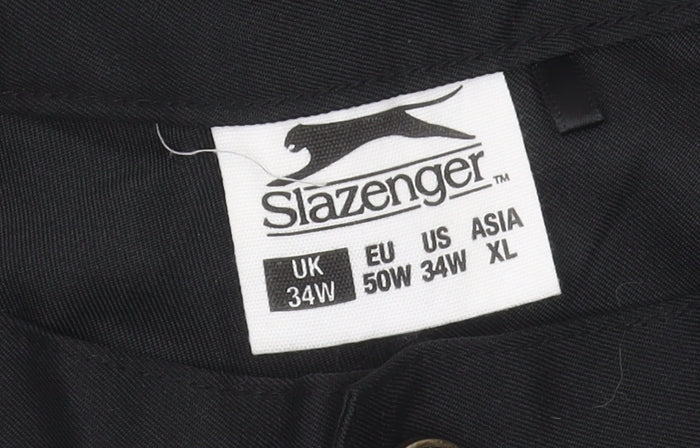 Slazenger™
UK EU US ASIA
34W 50W 34W XL